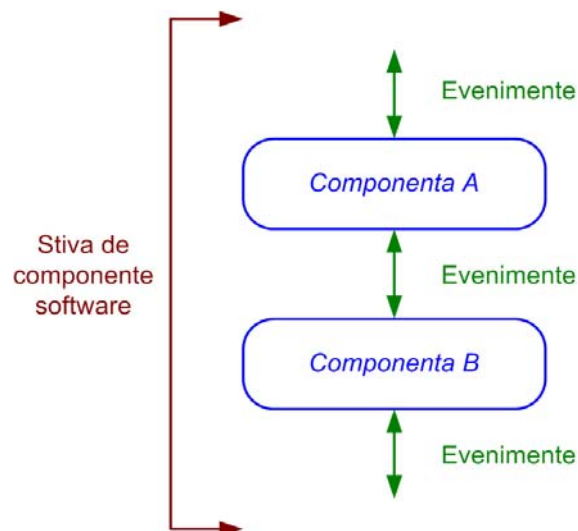 Evenimente
Componenta A
Stiva de
componente
software
Evenimente
Componenta B
Evenimente